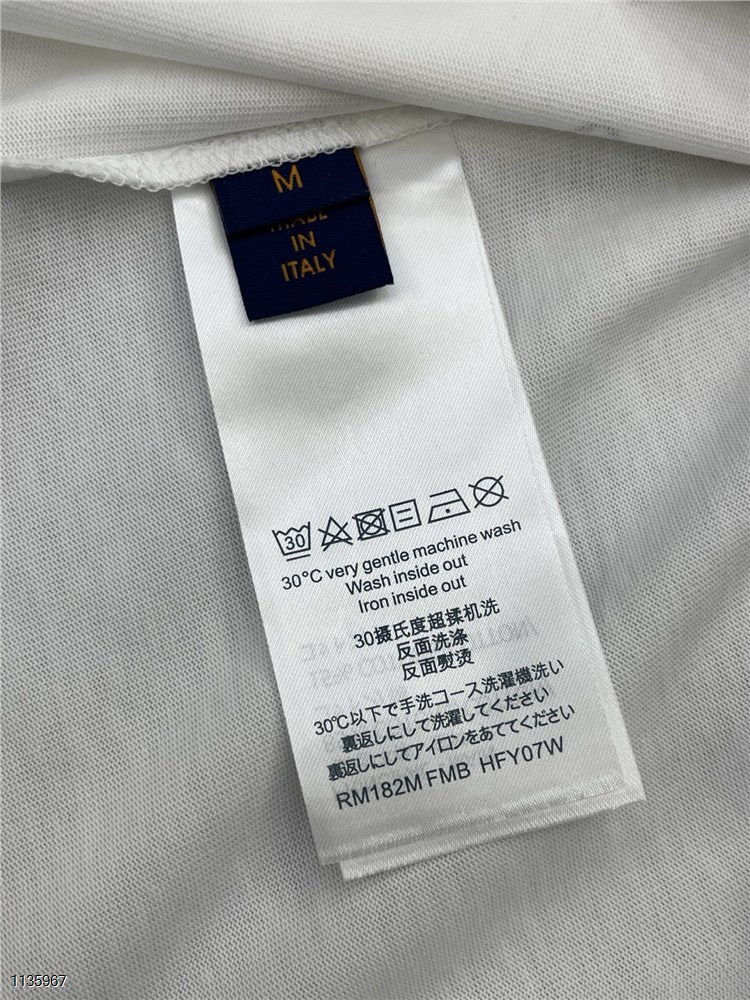 M
MADE
IN
ITALY
30
30°C very gentle machine wash
Wash inside out
Iron inside out
30摄氏度超揉机洗
反面洗涤
反面熨烫
30℃以下で手洗コース洗濯機洗い
裏返しにして洗濯してください
裏返しにしてアイロンをあててください
RM182M FMB HFY07W
1135967